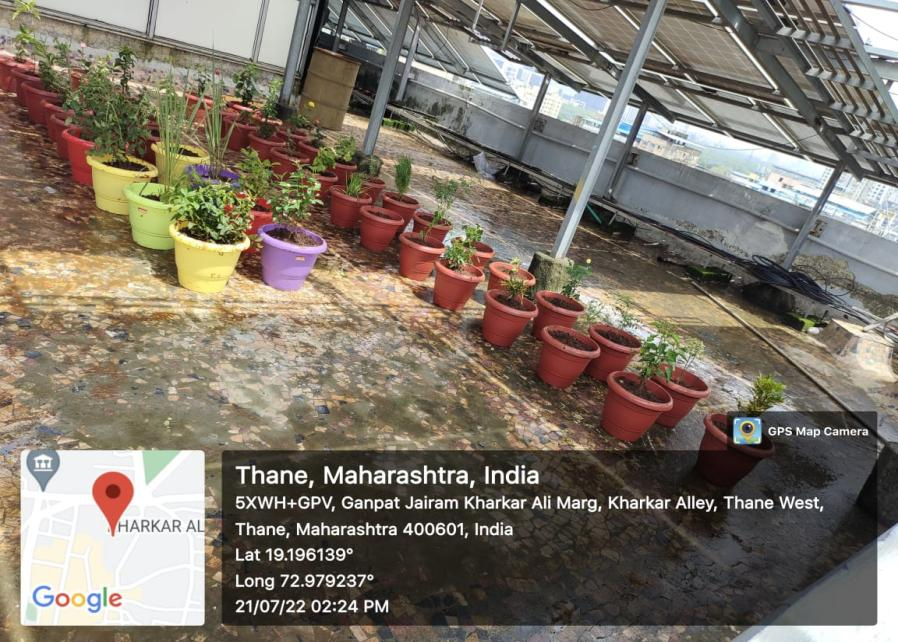 GPS Map Camera
Thane, Maharashtra, India
5XWH+GPV, Ganpat Jairam Kharkar Ali Marg, Kharkar Alley, Thane West,
Thane, Maharashtra 400601, India
Lat 19.196139°
Long 72.979237°
21/07/22 02:24 PM
HARKAR AL
Google